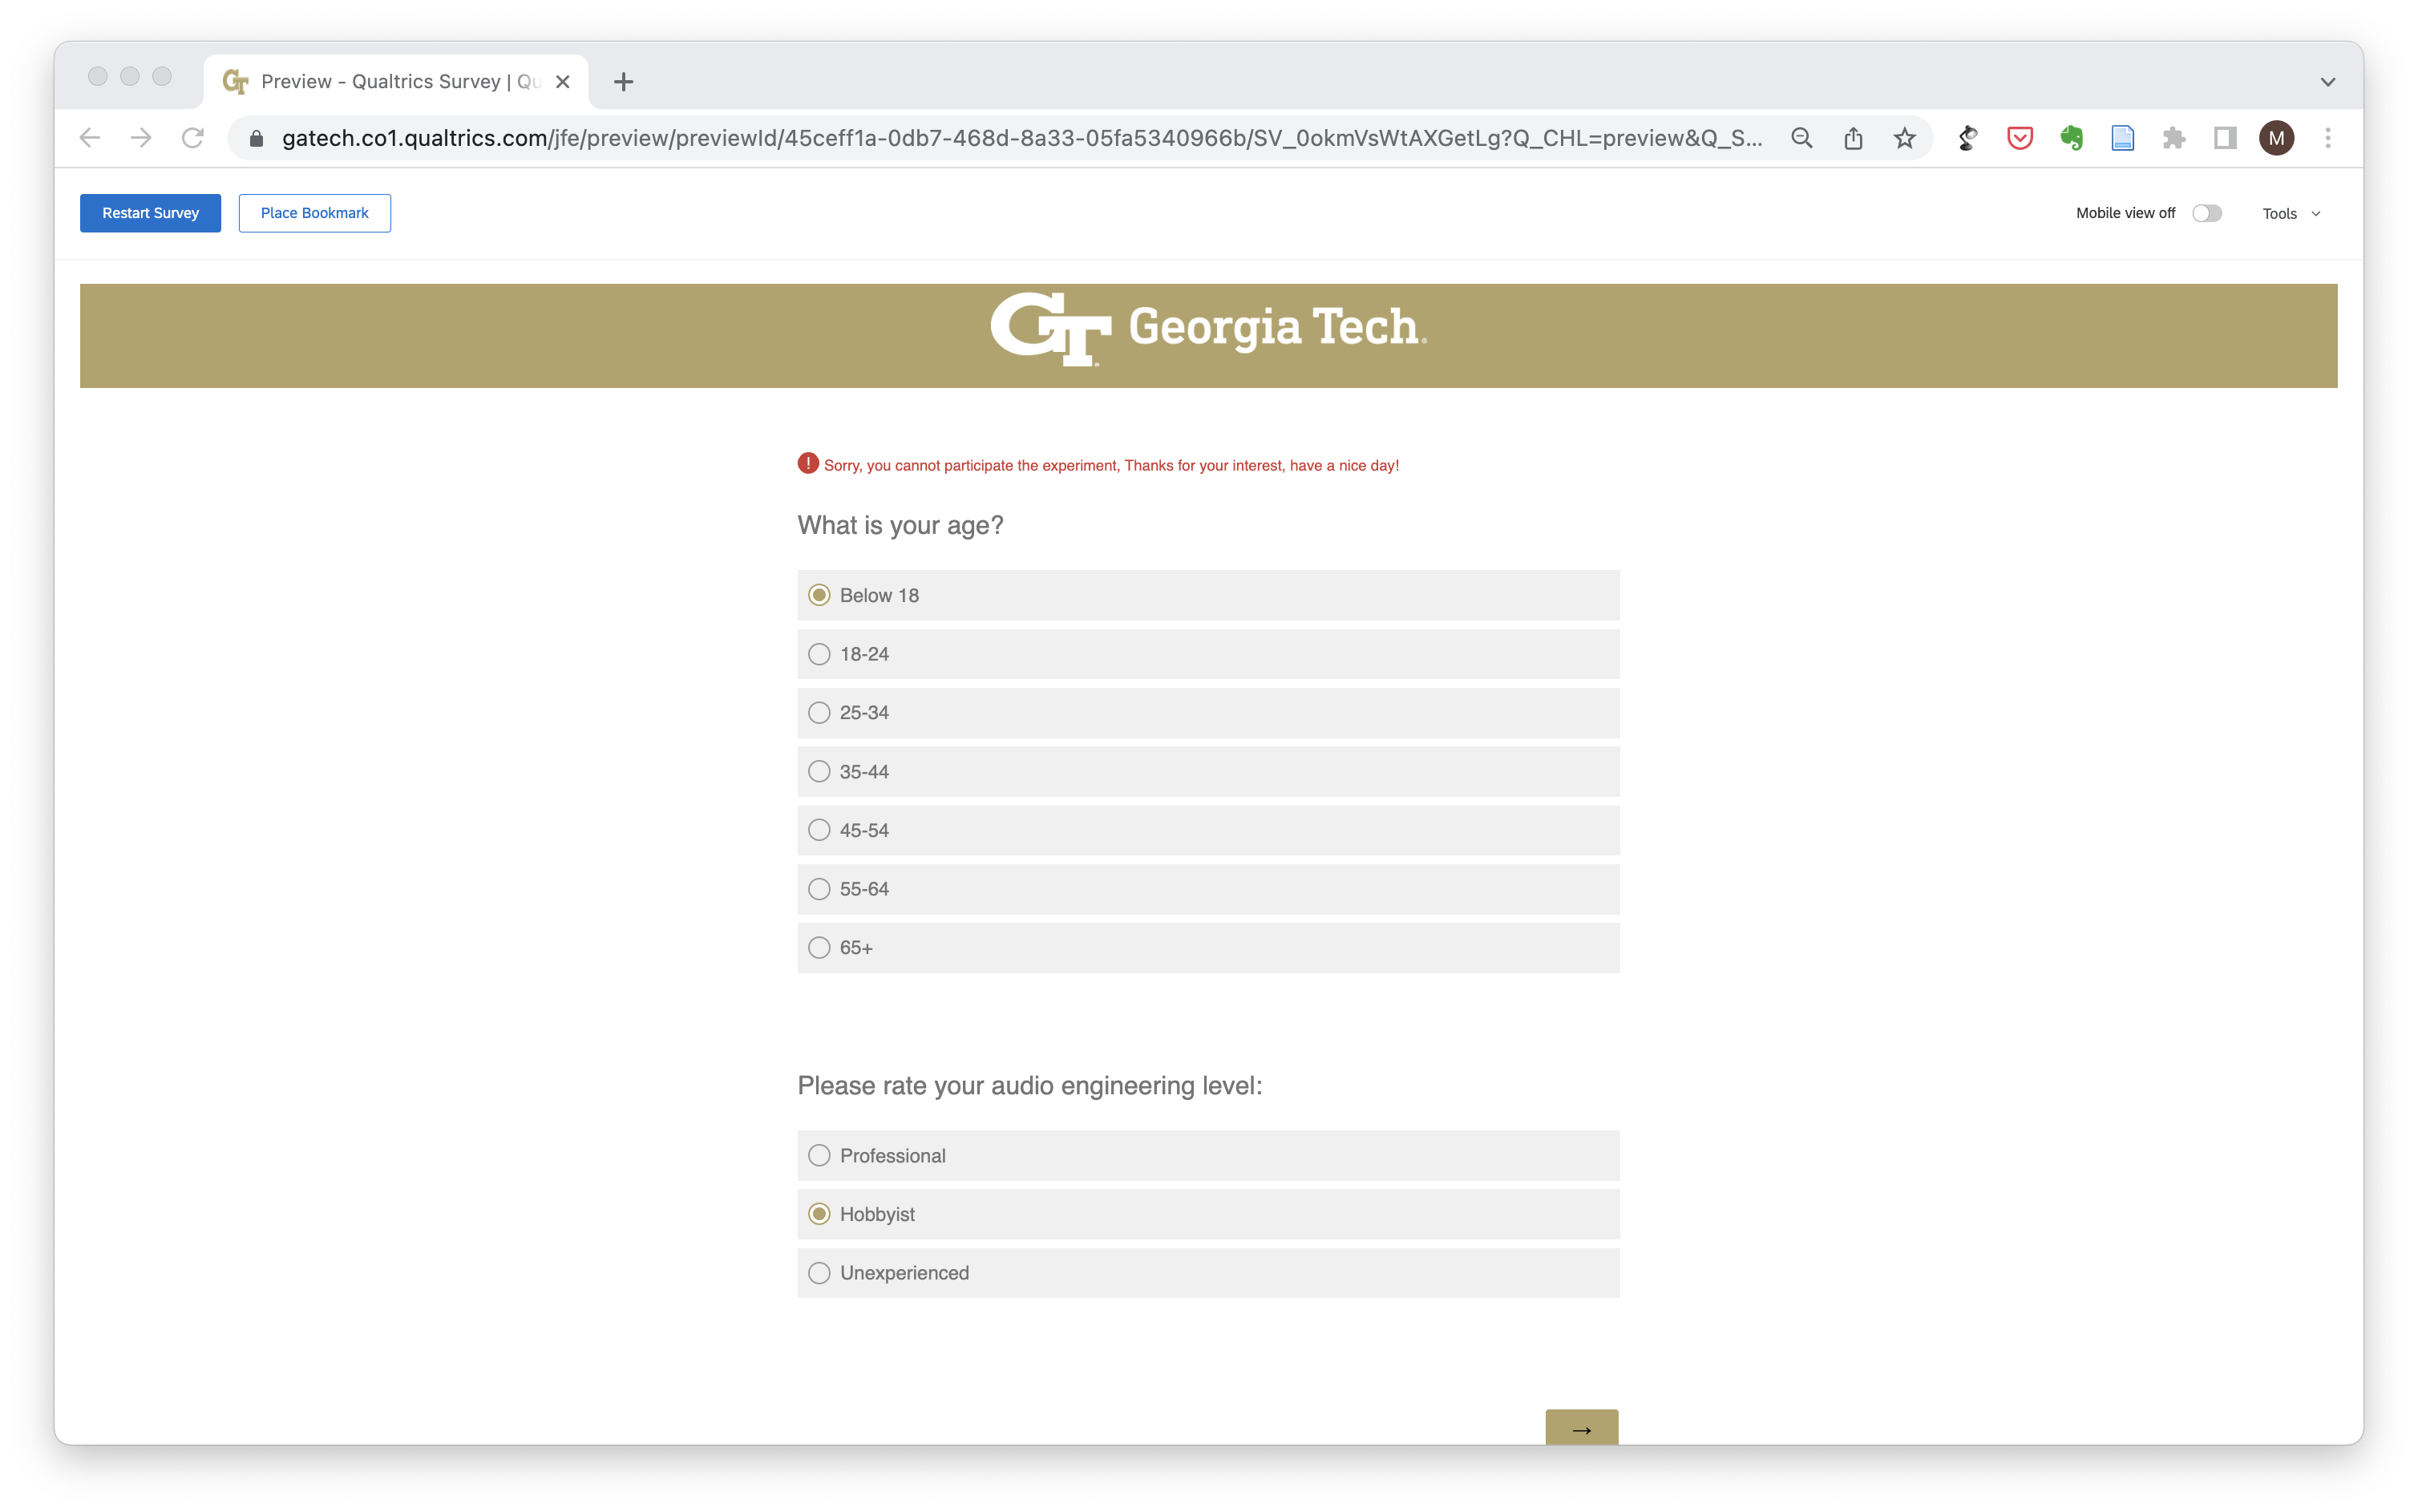 GT Preview - Qualtrics Survey | Qu
gatech.co1.qualtrics.com/jfe/preview/previewId/45ceff1a-0db7-468d-8a33-05fa5340966b/SV_0okmVsWtAXGetLg?Q_CHL=preview&Q_S...
M
Restart Survey
Place Bookmark
Mobile view off
Tools
GT Georgia Tech.
! Sorry, you cannot participate the experiment, Thanks for your interest, have a nice day!
What is your age?
Below 18
18-24
25-34
35-44
45-54
55-64
65+
Please rate your audio engineering level:
Professional
Hobbyist
Unexperienced
→